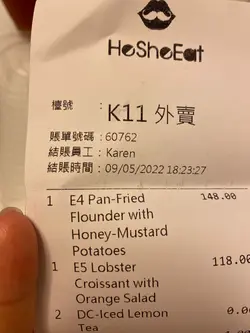 HeSheEat
檯號 : K11 外賣
賬單號碼 : 60762
結賬員工 : Karen
結賬時間 : 09/05/2022 18:23:27
1 E4 Pan-Fried 148.00
Flounder with
Honey-Mustard
Potatoes
1 E5 Lobster 118.00
Croissant with
Orange Salad
2 DC-Iced Lemon 0.0
Tea